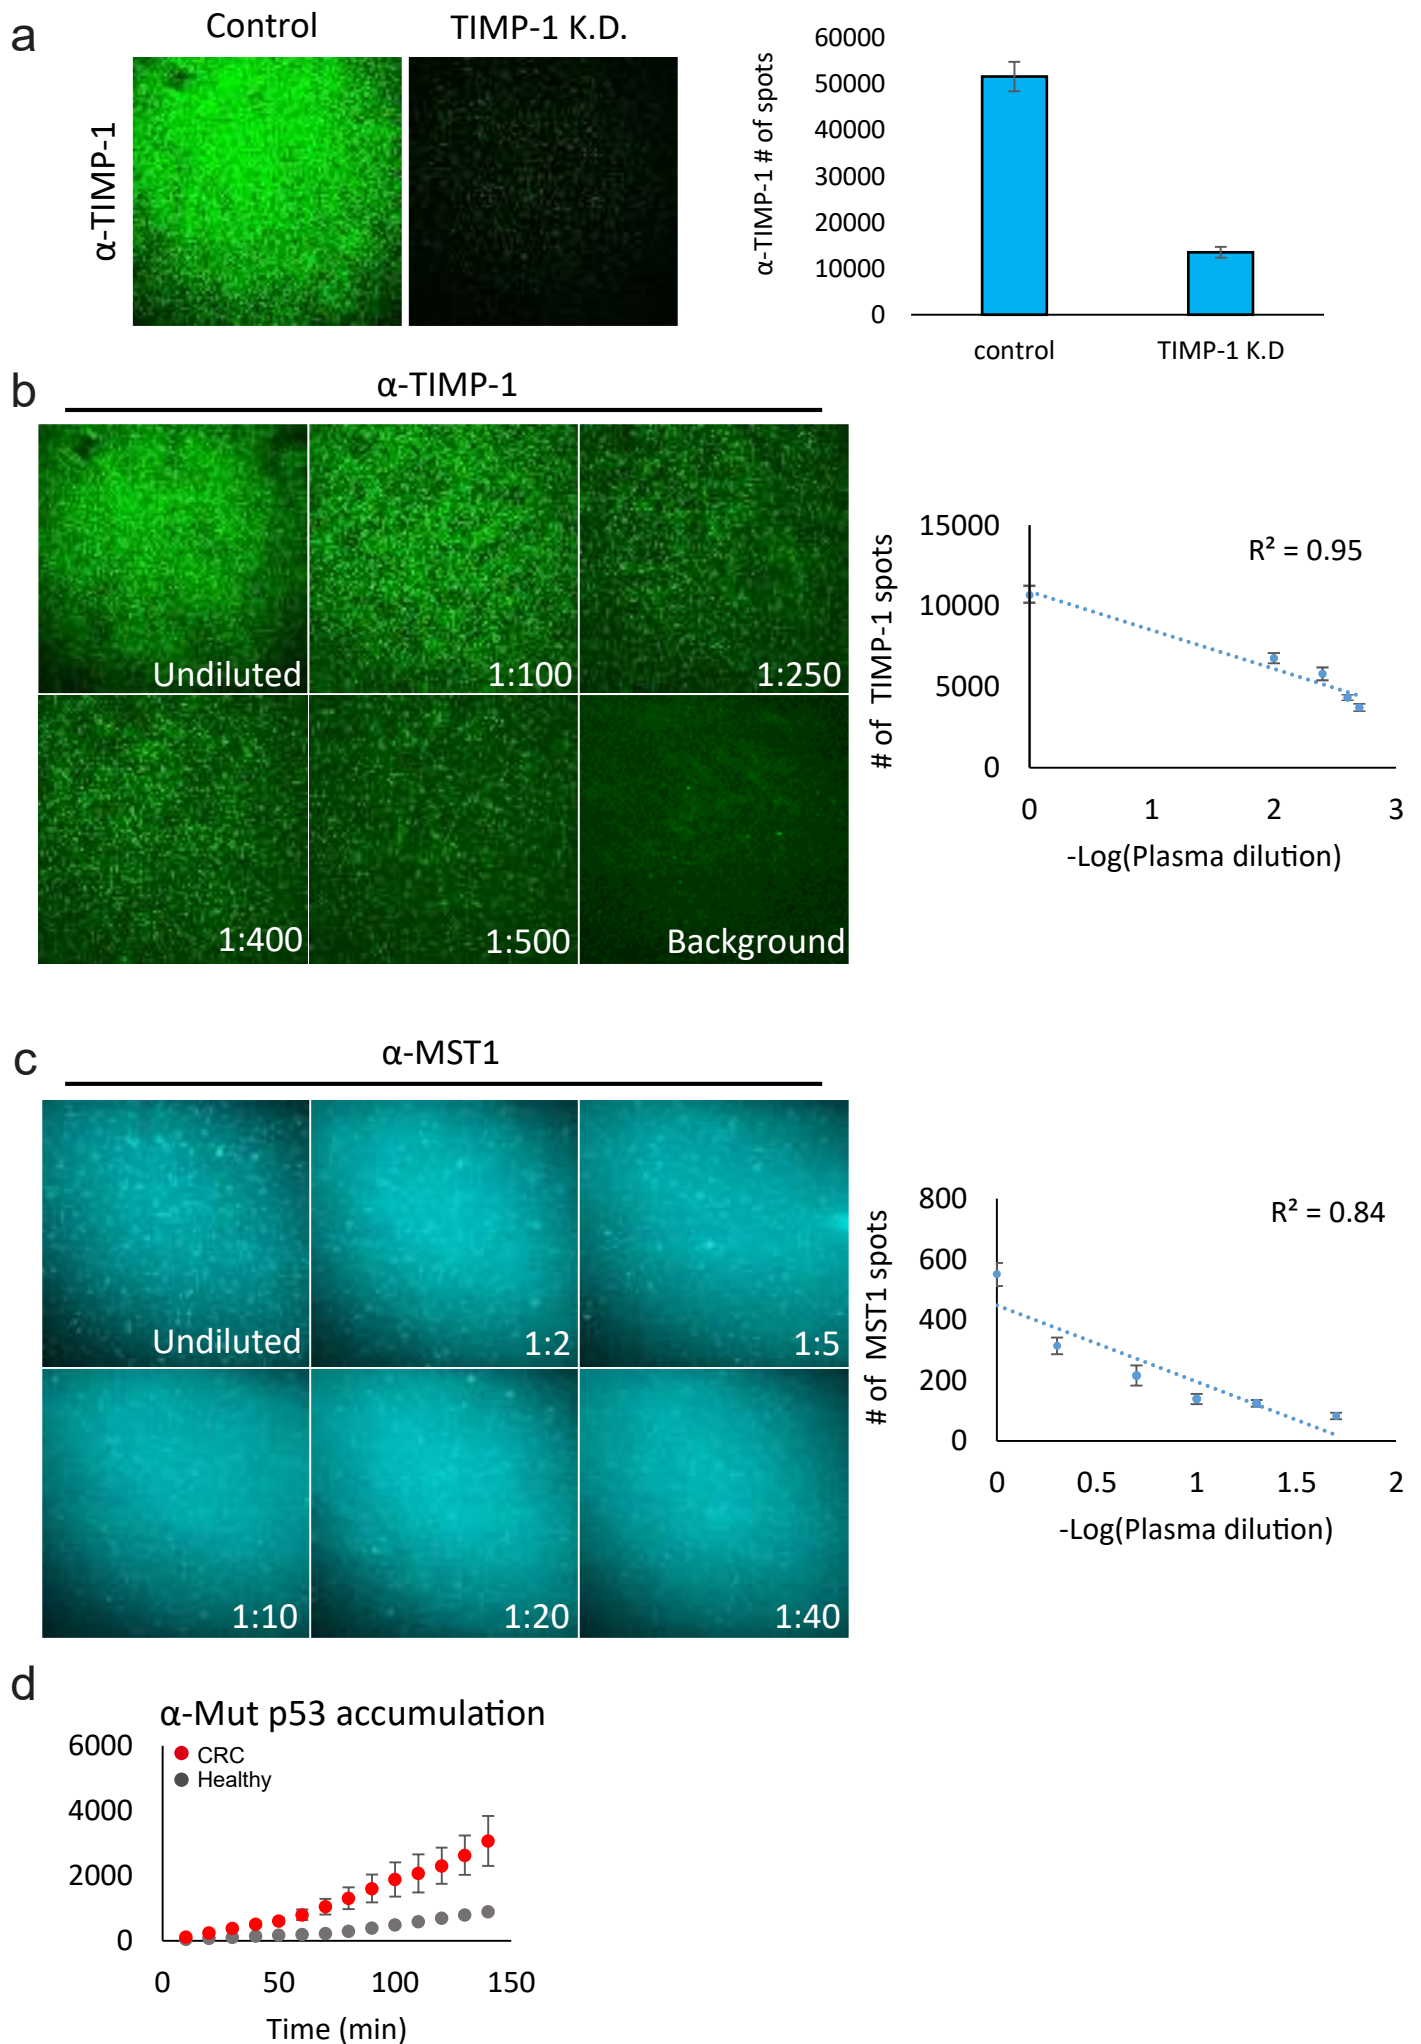 a
Control
TIMP-1 K.D.
α-TIMP-1
α-TIMP-1 # of spots
60000
50000
40000
30000
20000
10000
0
control
TIMP-1 K.D
b
α-TIMP-1
Undiluted
1:100
1:250
1:400
1:500
Background
# of TIMP-1 spots
15000
10000
5000
0
R² = 0.95
0 1 2 3
-Log(Plasma dilution)
c
α-MST1
Undiluted
1:2
1:5
1:10
1:20
1:40
# of MST1 spots
800
600
400
200
0
R² = 0.84
0 0.5 1 1.5 2
-Log(Plasma dilution)
d
α-Mut p53 accumulation
6000
4000
2000
0
CRC
Healthy
0 50 100 150
Time (min)